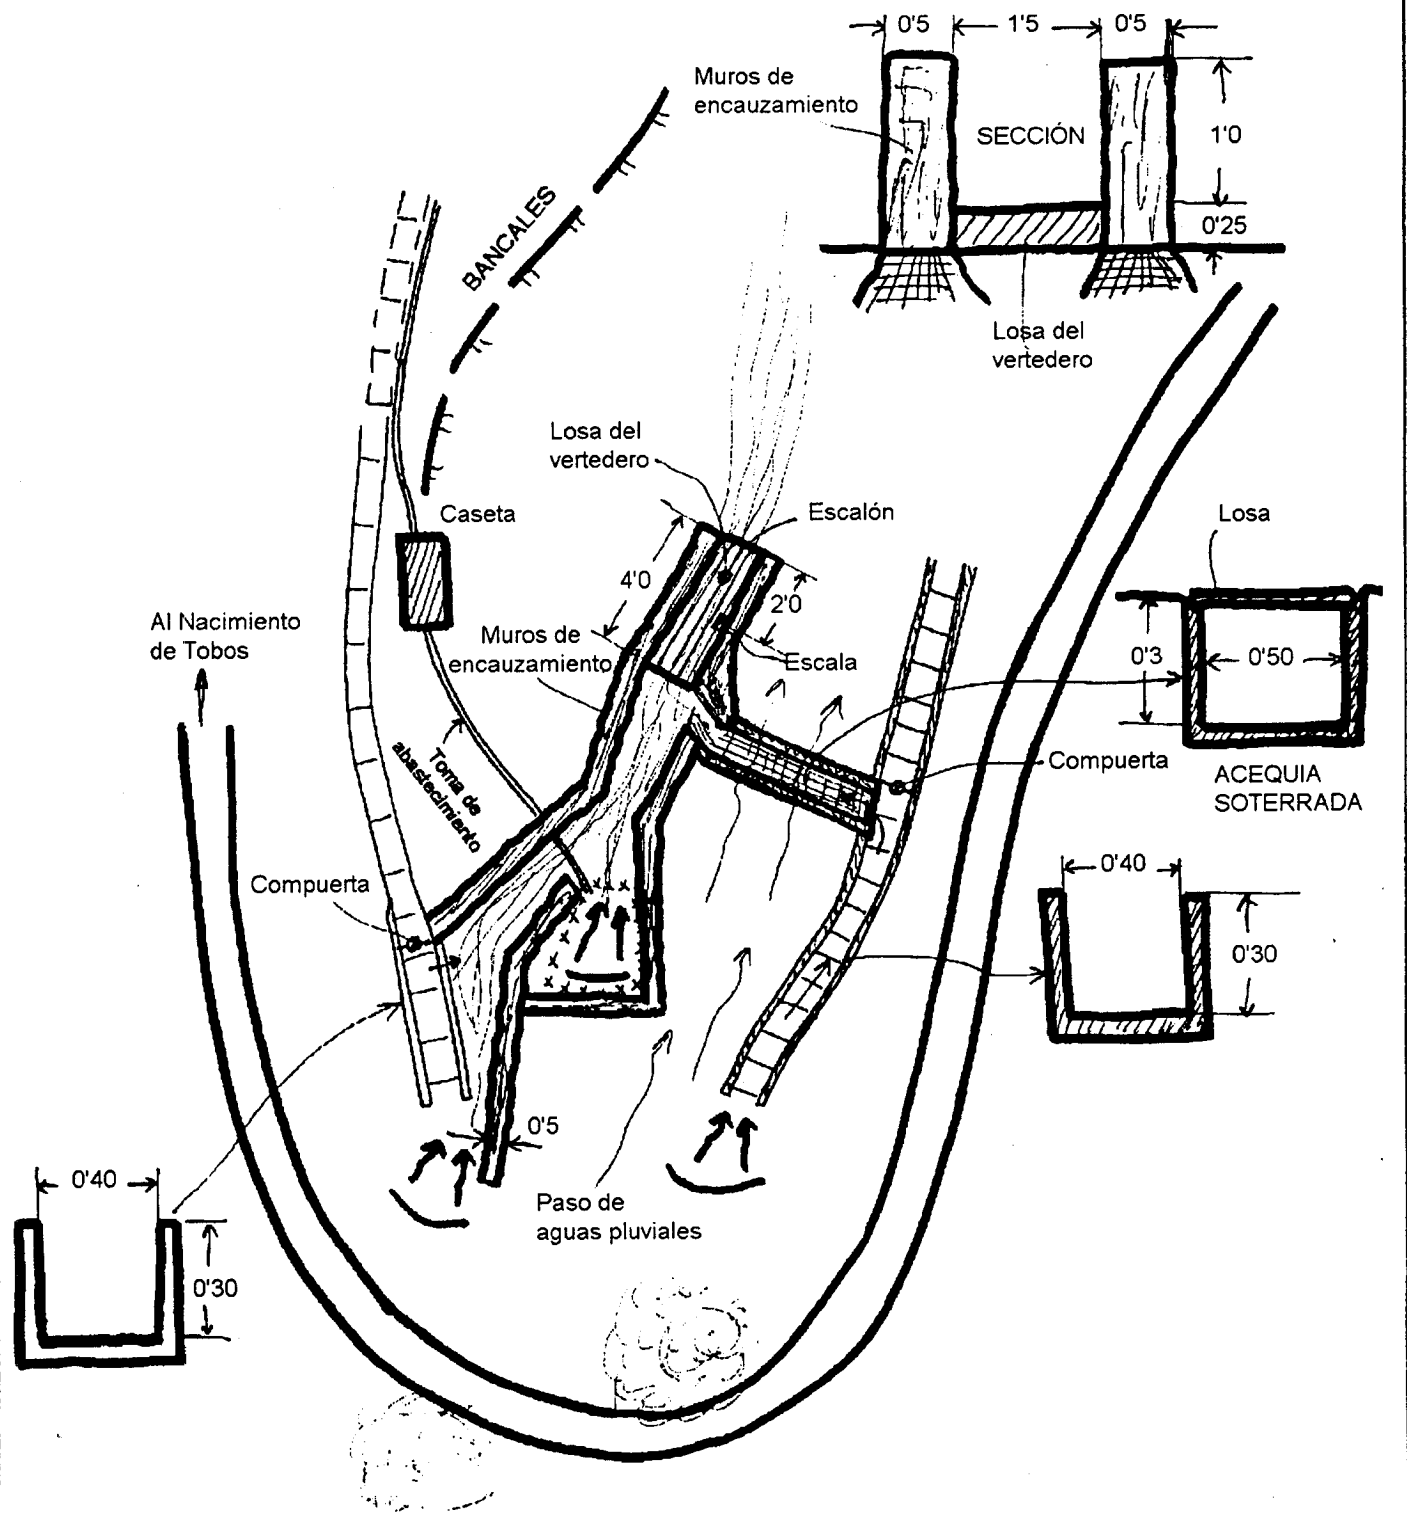 0'5
1'5
0'5
Muros de
encauzamiento
SECCIÓN
1'0
0'25
Losa del
vertedero
BANCALES
Losa del
vertedero
Escalón
Caseta
Losa
4'0
2'0
Al Nacimiento
de Tobos
Muros de
encauzamiento
Escala
0'3
0'50
Toma de
abastecimiento
Compuerta
ACEQUIA
SOTERRADA
Compuerta
0'40
0'30
0'5
Paso de
aguas pluviales
0'40
0'30